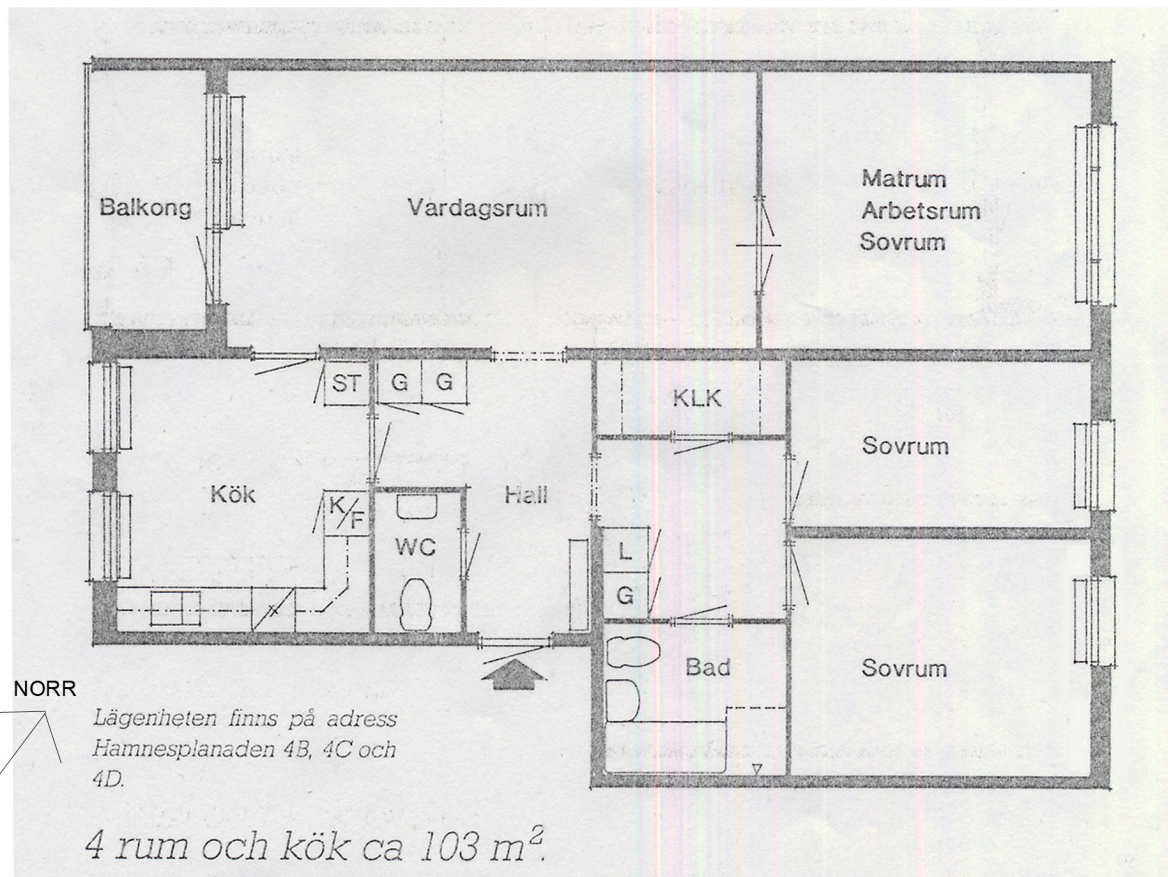 Balkong
Vardagsrum
Matrum
Arbetsrum
Sovrum
ST
G
G
KLK
Kök
K/F
WC
Hall
Sovrum
L
G
Bad
Sovrum
NORR
Lägenheten finns på adress
Hamnesplanaden 4B, 4C och
4D.
4 rum och kök ca 103 m².